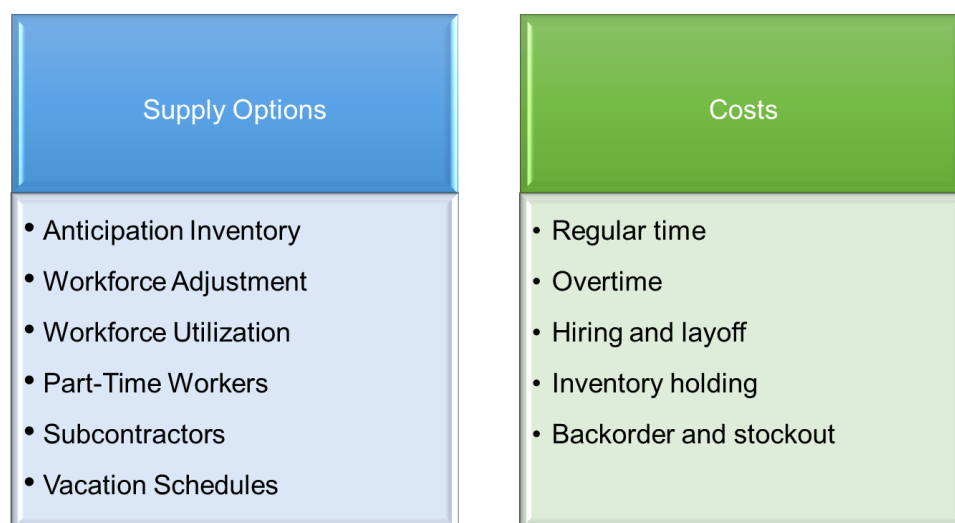 Supply Options
• Anticipation Inventory
• Workforce Adjustment
• Workforce Utilization
• Part-Time Workers
• Subcontractors
• Vacation Schedules
Costs
• Regular time
• Overtime
• Hiring and layoff
• Inventory holding
• Backorder and stockout